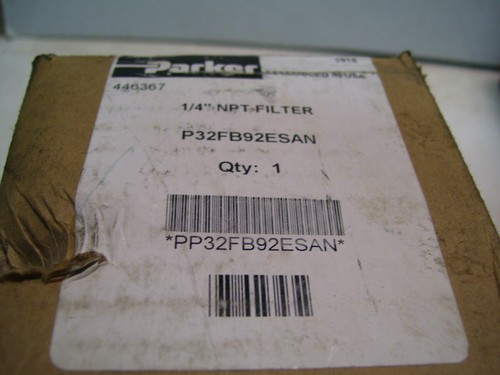 Parker
446367
1/4" NPT FILTER
P32FB92ESAN
Qty: 1
*PP32FB92ESAN*